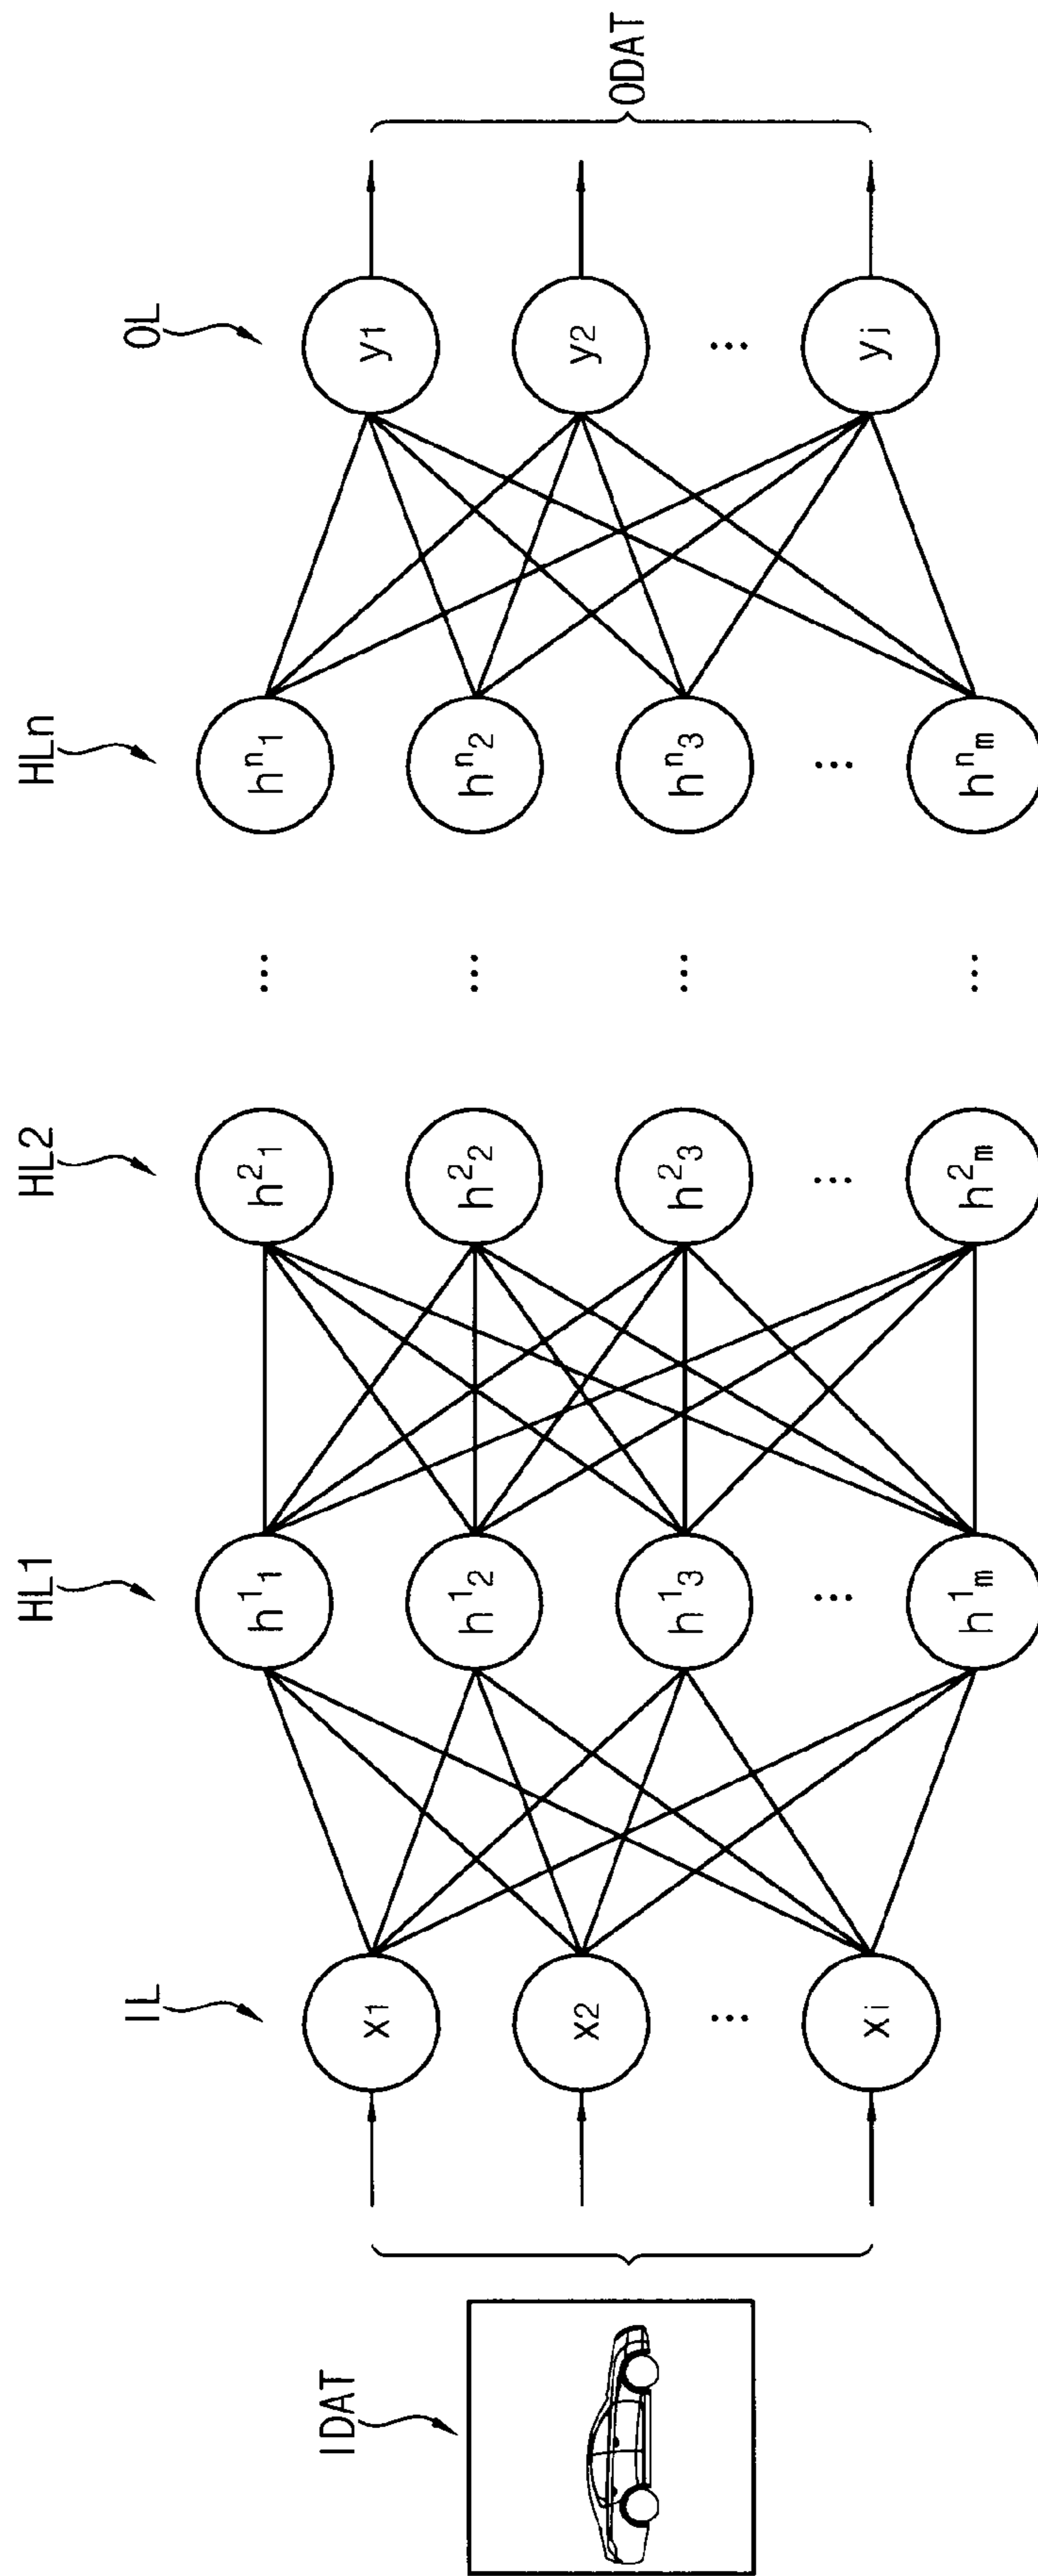 IDAT
IL
x1
x2
xi
HL1
h¹1
h¹2
h¹3
h¹m
HL2
h²1
h²2
h²3
h²m
HLn
hⁿ1
hⁿ2
hⁿ3
hⁿm
OL
y1
y2
yj
ODAT